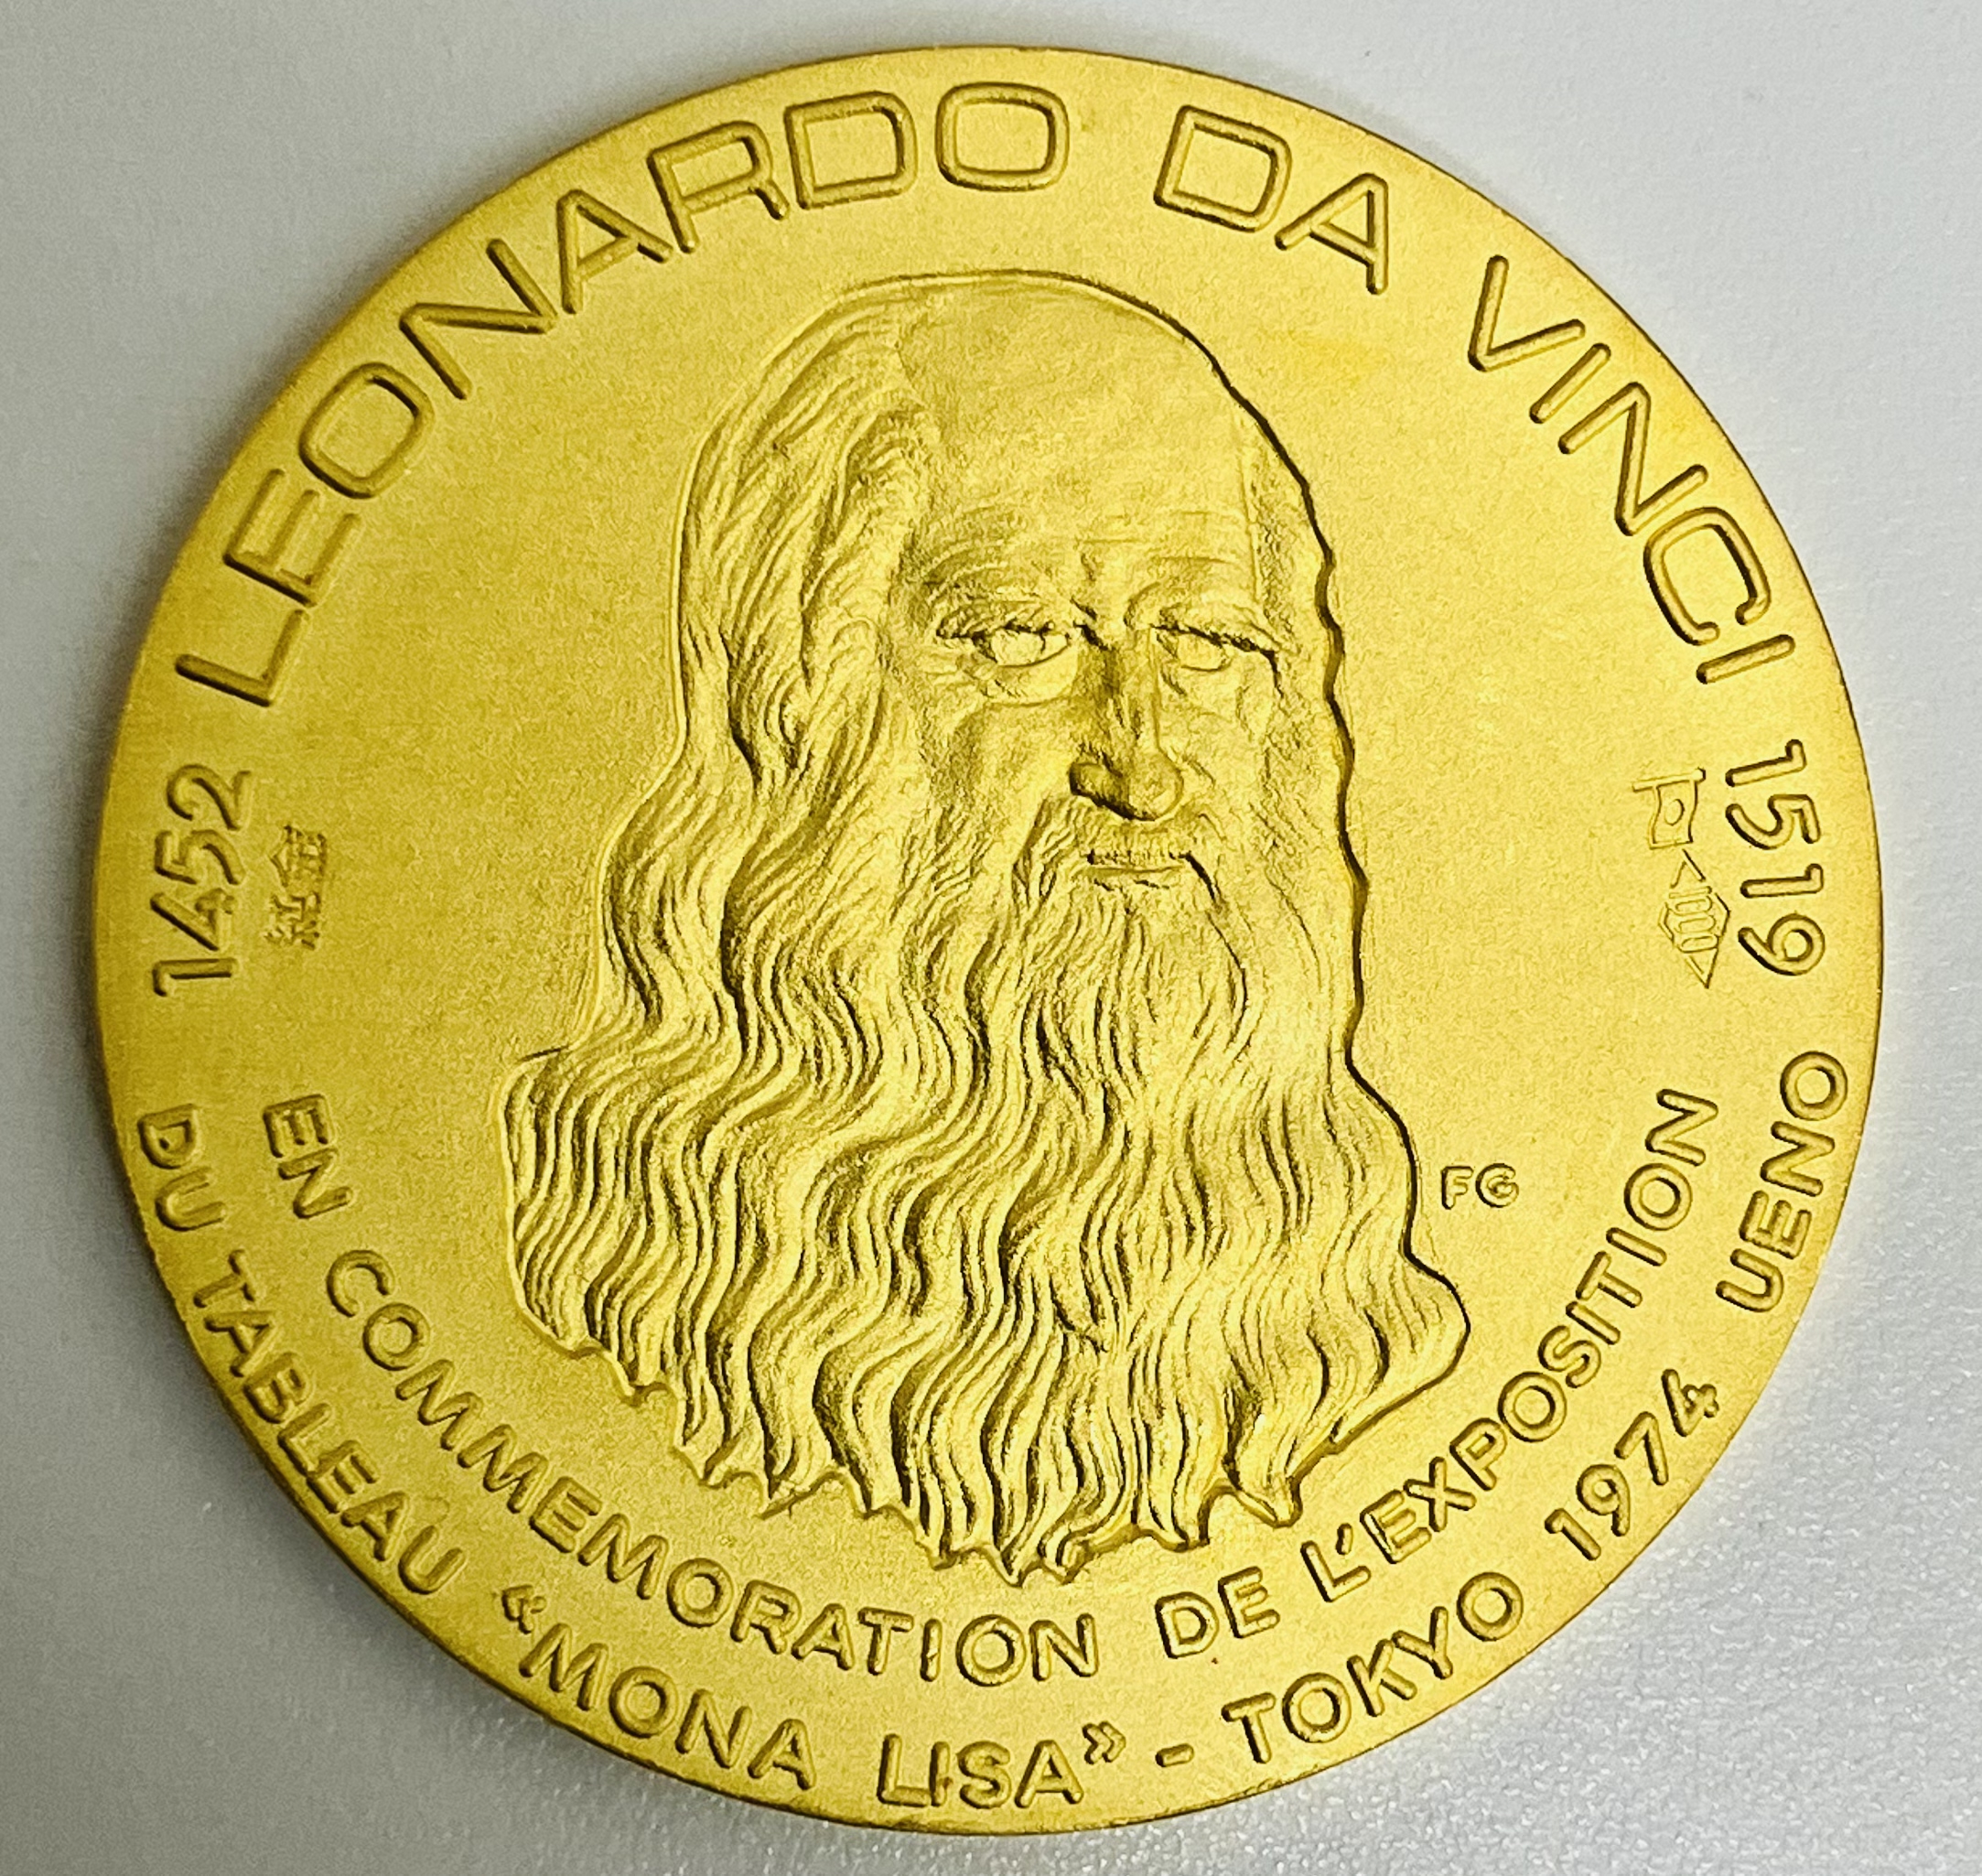 1452 LEONARDO DA VINCI 1519
純金
FG
EN COMMEMORATION DE L'EXPOSITION
DU TABLEAU «MONA LISA» - TOKYO 1974 UENO